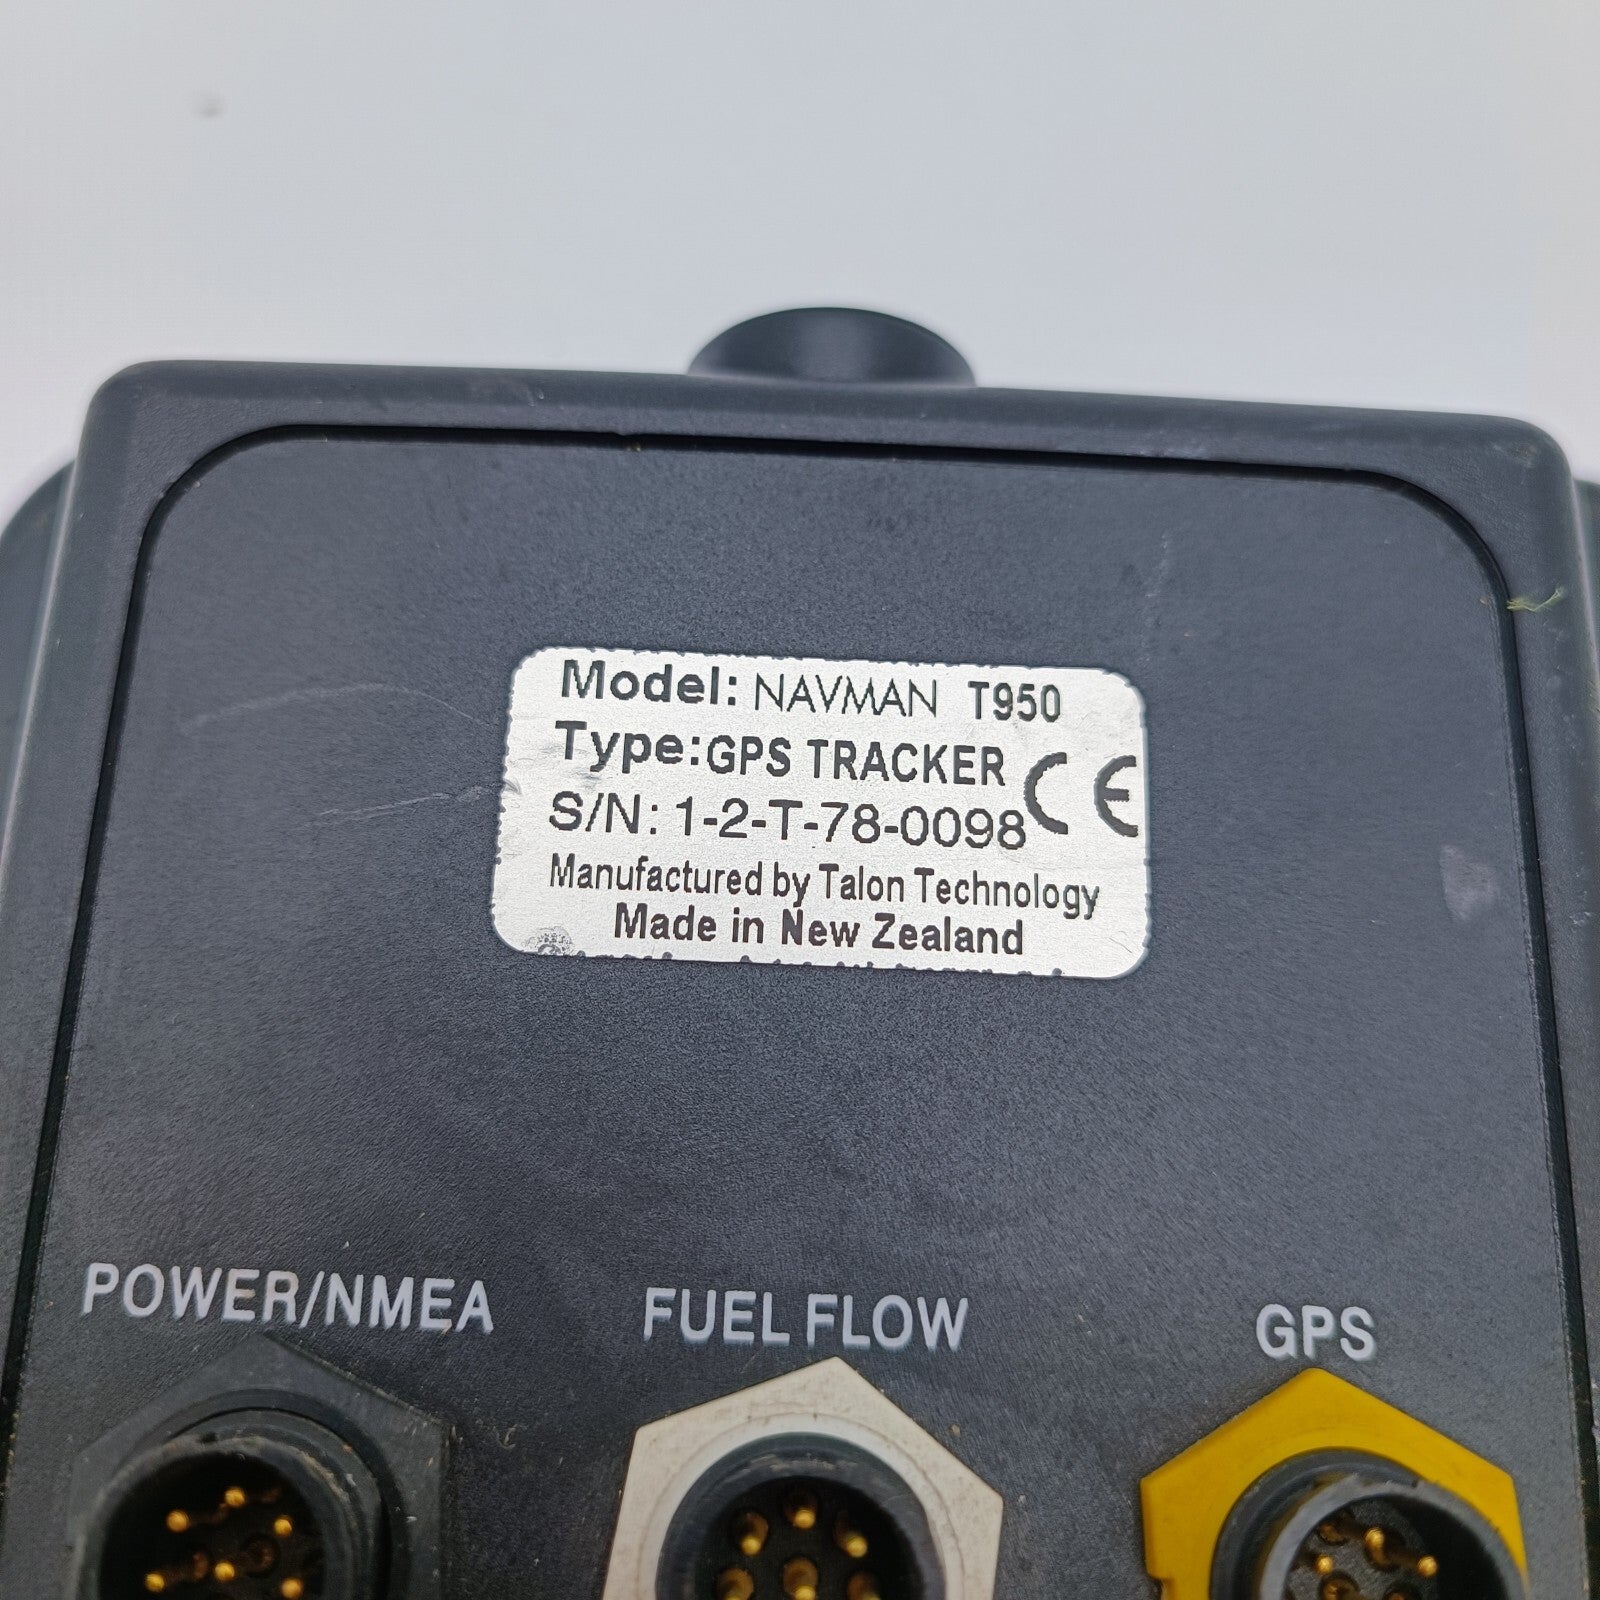 Model: NAVMAN T950
Type:GPS TRACKER CE
S/N: 1-2-T-78-0098
Manufactured by Talon Technology
Made in New Zealand
POWER/NMEA FUEL FLOW GPS